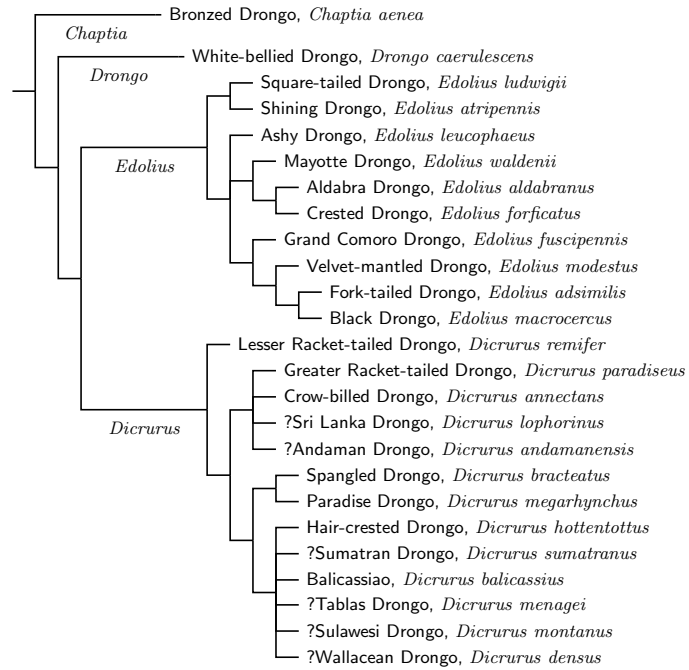 Bronzed Drongo, Chaptia aenea
Chaptia
White-bellied Drongo, Drongo caerulescens
Drongo
Square-tailed Drongo, Edolius ludwigii
Shining Drongo, Edolius atripennis
Ashy Drongo, Edolius leucophaeus
Edolius
Mayotte Drongo, Edolius waldenii
Aldabra Drongo, Edolius aldabranus
Crested Drongo, Edolius forficatus
Grand Comoro Drongo, Edolius fuscipennis
Velvet-mantled Drongo, Edolius modestus
Fork-tailed Drongo, Edolius adsimilis
Black Drongo, Edolius macrocercus
Lesser Racket-tailed Drongo, Dicrurus remifer
Greater Racket-tailed Drongo, Dicrurus paradiseus
Crow-billed Drongo, Dicrurus annectans
?Sri Lanka Drongo, Dicrurus lophorinus
Dicrurus
?Andaman Drongo, Dicrurus andamanensis
Spangled Drongo, Dicrurus bracteatus
Paradise Drongo, Dicrurus megarhynchus
Hair-crested Drongo, Dicrurus hottentottus
?Sumatran Drongo, Dicrurus sumatranus
Balicassiao, Dicrurus balicassius
?Tablas Drongo, Dicrurus menagei
?Sulawesi Drongo, Dicrurus montanus
?Wallacean Drongo, Dicrurus densus